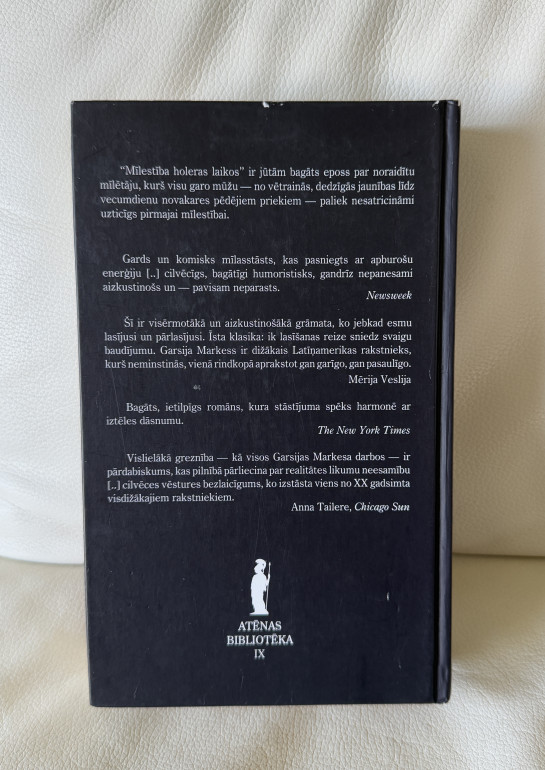 “Mīlestība holeras laikos” ir jūtām bagāts eposs par noraidītu
mīlētāju, kurš visu garo mūžu — no vētrainās, dedzīgās jaunības līdz
vecumdienu novakares pēdējiem priekiem — paliek nesatricināmi
uzticīgs pirmajai mīlestībai.
Gards un komisks mīlasstāsts, kas pasniegts ar apburošu
enerģiju [..] cilvēcīgs, bagātīgi humoristisks, gandrīz nepanesami
aizkustinošs un — pavisam neparasts.
Newsweek
Šī ir visērmotākā un aizkustinošākā grāmata, ko jebkad esmu
lasījusi un pārlasījusi. Īsta klasika: ik lasīšanas reize sniedz svaigu
baudījumu. Garsija Markess ir dižākais Latīņamerikas rakstnieks,
kurš neminstinās, vienā rindkopā aprakstot gan garīgo, gan pasaulīgo.
Mērija Veslija
Bagāts, ietilpīgs romāns, kura stāstījuma spēks harmonē ar
iztēles dāsnumu.
The New York Times
Vislielākā greznība — kā visos Garsijas Markesa darbos — ir
pārdabiskums, kas pilnībā pārliecina par realitātes likumu neesamību
[..] cilvēces vēstures bezlaicīgums, ko izstāsta viens no XX gadsimta
visdižākajiem rakstniekiem.
Anna Tailere, Chicago Sun
ATĒNAS
BIBLIOTĒKA
IX